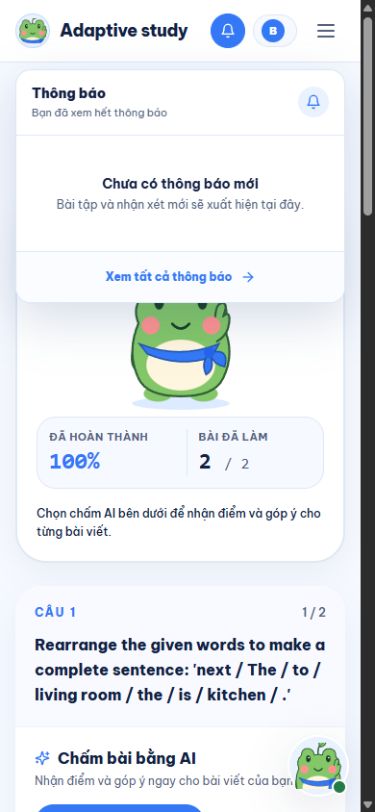 Adaptive study
B
Thông báo
Bạn đã xem hết thông báo
Chưa có thông báo mới
Bài tập và nhận xét mới sẽ xuất hiện tại đây.
Xem tất cả thông báo
ĐÃ HOÀN THÀNH
100%
BÀI ĐÃ LÀM
2 / 2
Chọn chấm AI bên dưới để nhận điểm và góp ý cho
từng bài viết.
CÂU 1
1 / 2
Rearrange the given words to make a
complete sentence: 'next / The / to /
living room / the / is / kitchen / .'
Chấm bài bằng AI
Nhận điểm và góp ý ngay cho bài viết của bạn